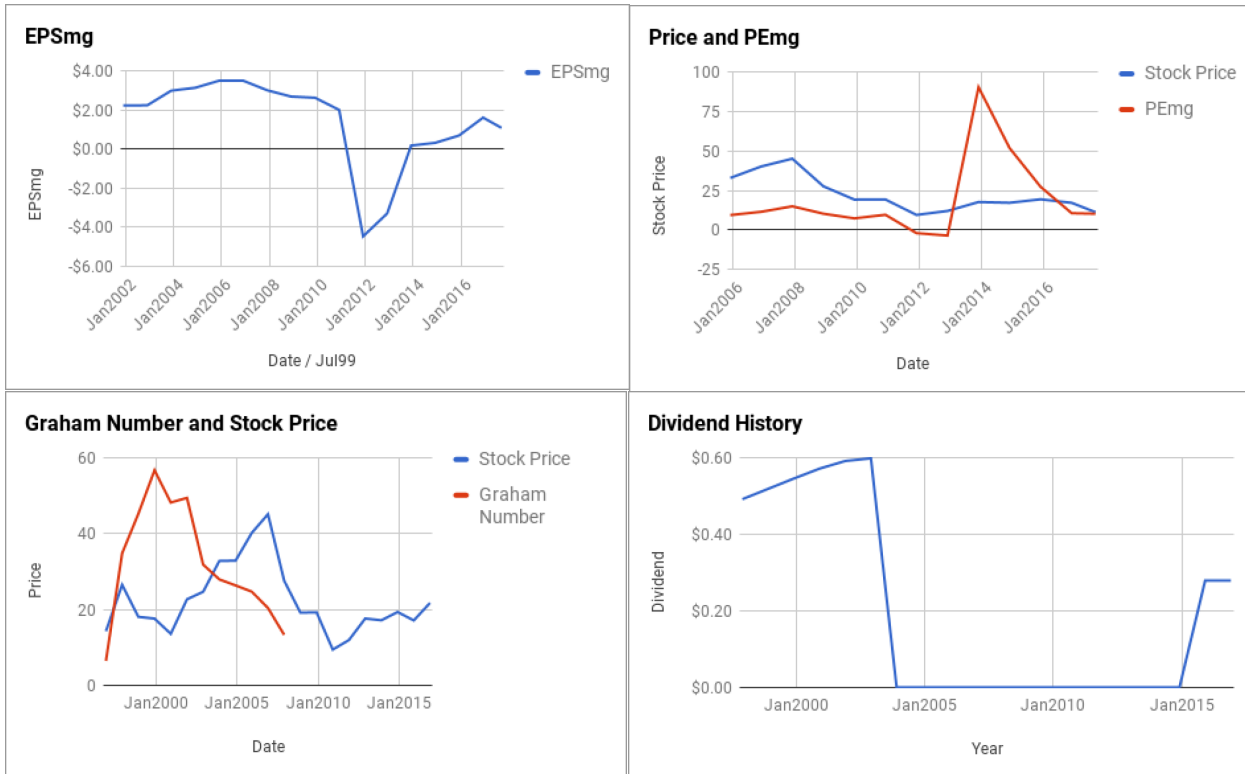 EPSmg
EPSmg
$4.00
$2.00
$0.00
-$2.00
-$4.00
-$6.00
EPSmg
Jan2002
Jan2004
Jan2006
Jan2008
Jan2010
Jan2012
Jan2014
Jan2016
Date / Jul99
Price and PEmg
Stock Price
PEmg
100
75
50
25
0
-25
Stock Price
Jan2006
Jan2008
Jan2010
Jan2012
Jan2014
Jan2016
Date
Graham Number and Stock Price
Stock Price
Graham
Number
60
40
20
0
Price
Jan2000
Jan2005
Jan2010
Jan2015
Date
Dividend History
$0.60
$0.40
$0.20
$0.00
Dividend
Jan2000
Jan2005
Jan2010
Jan2015
Year